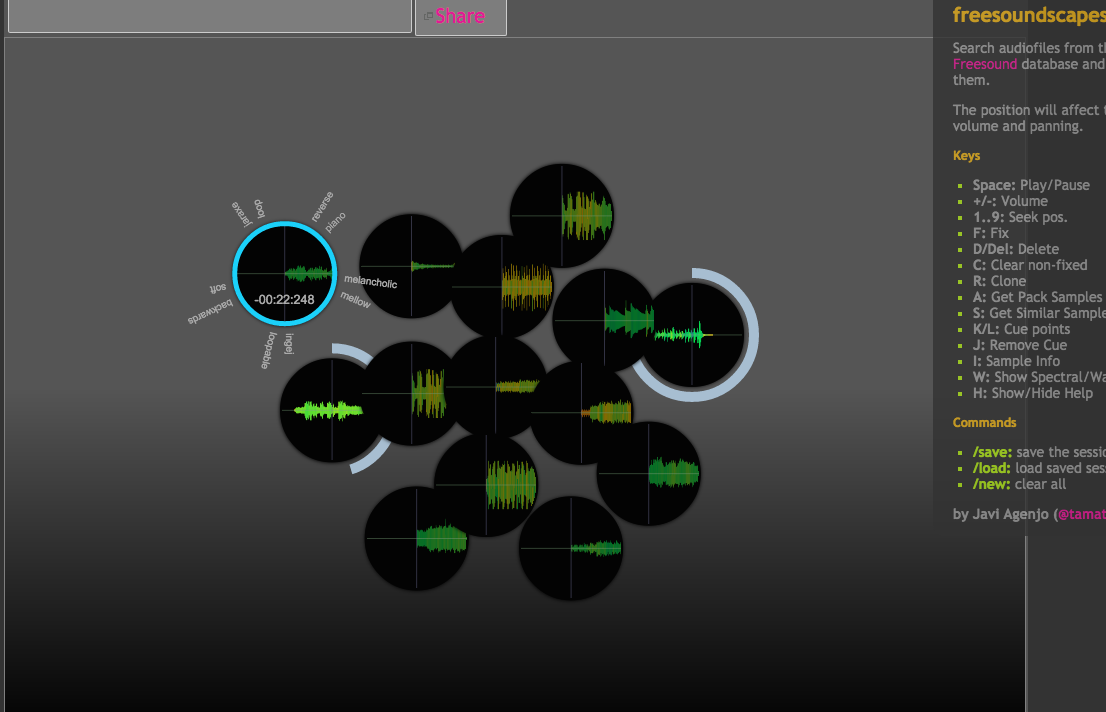 Share
freesoundscapes
Search audiofiles from th
Freesound database and
them.
The position will affect t
volume and panning.
Keys
Space: Play/Pause
+/-: Volume
1..9: Seek pos.
F: Fix
D/Del: Delete
C: Clear non-fixed
R: Clone
A: Get Pack Samples
S: Get Similar Sample
K/L: Cue points
J: Remove Cue
I: Sample Info
W: Show Spectral/Wa
H: Show/Hide Help
Commands
/save: save the sessio
/load: load saved ses
/new: clear all
by Javi Agenjo (@tamat
jaraxe
loop
reverse
piano
melancholic
mellow
soft
backwards
-00:22:248
loopable
ingej